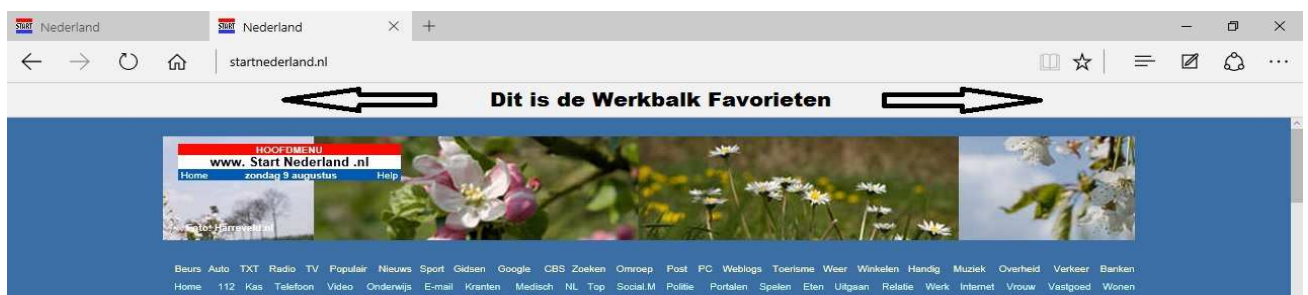 START Nederland
START Nederland
startnederland.nl
Dit is de Werkbalk Favorieten
HOOFDMENU
www. Start Nederland .nl
Home zondag 9 augustus Help
Foto: Harreveld.nl
Beurs Auto TXT Radio TV Populair Nieuws Sport Gidsen Google CBS Zoeken Omroep Post PC Weblogs Toerisme Weer Winkelen Handig Muziek Overheid Verkeer Banken
Home 112 Kas Telefoon Video Onderwijs E-mail Kranten Medisch NL Top Social.M Politie Portalen Spelen Eten Uitgaan Relatie Werk Internet Vrouw Vastgoed Wonen